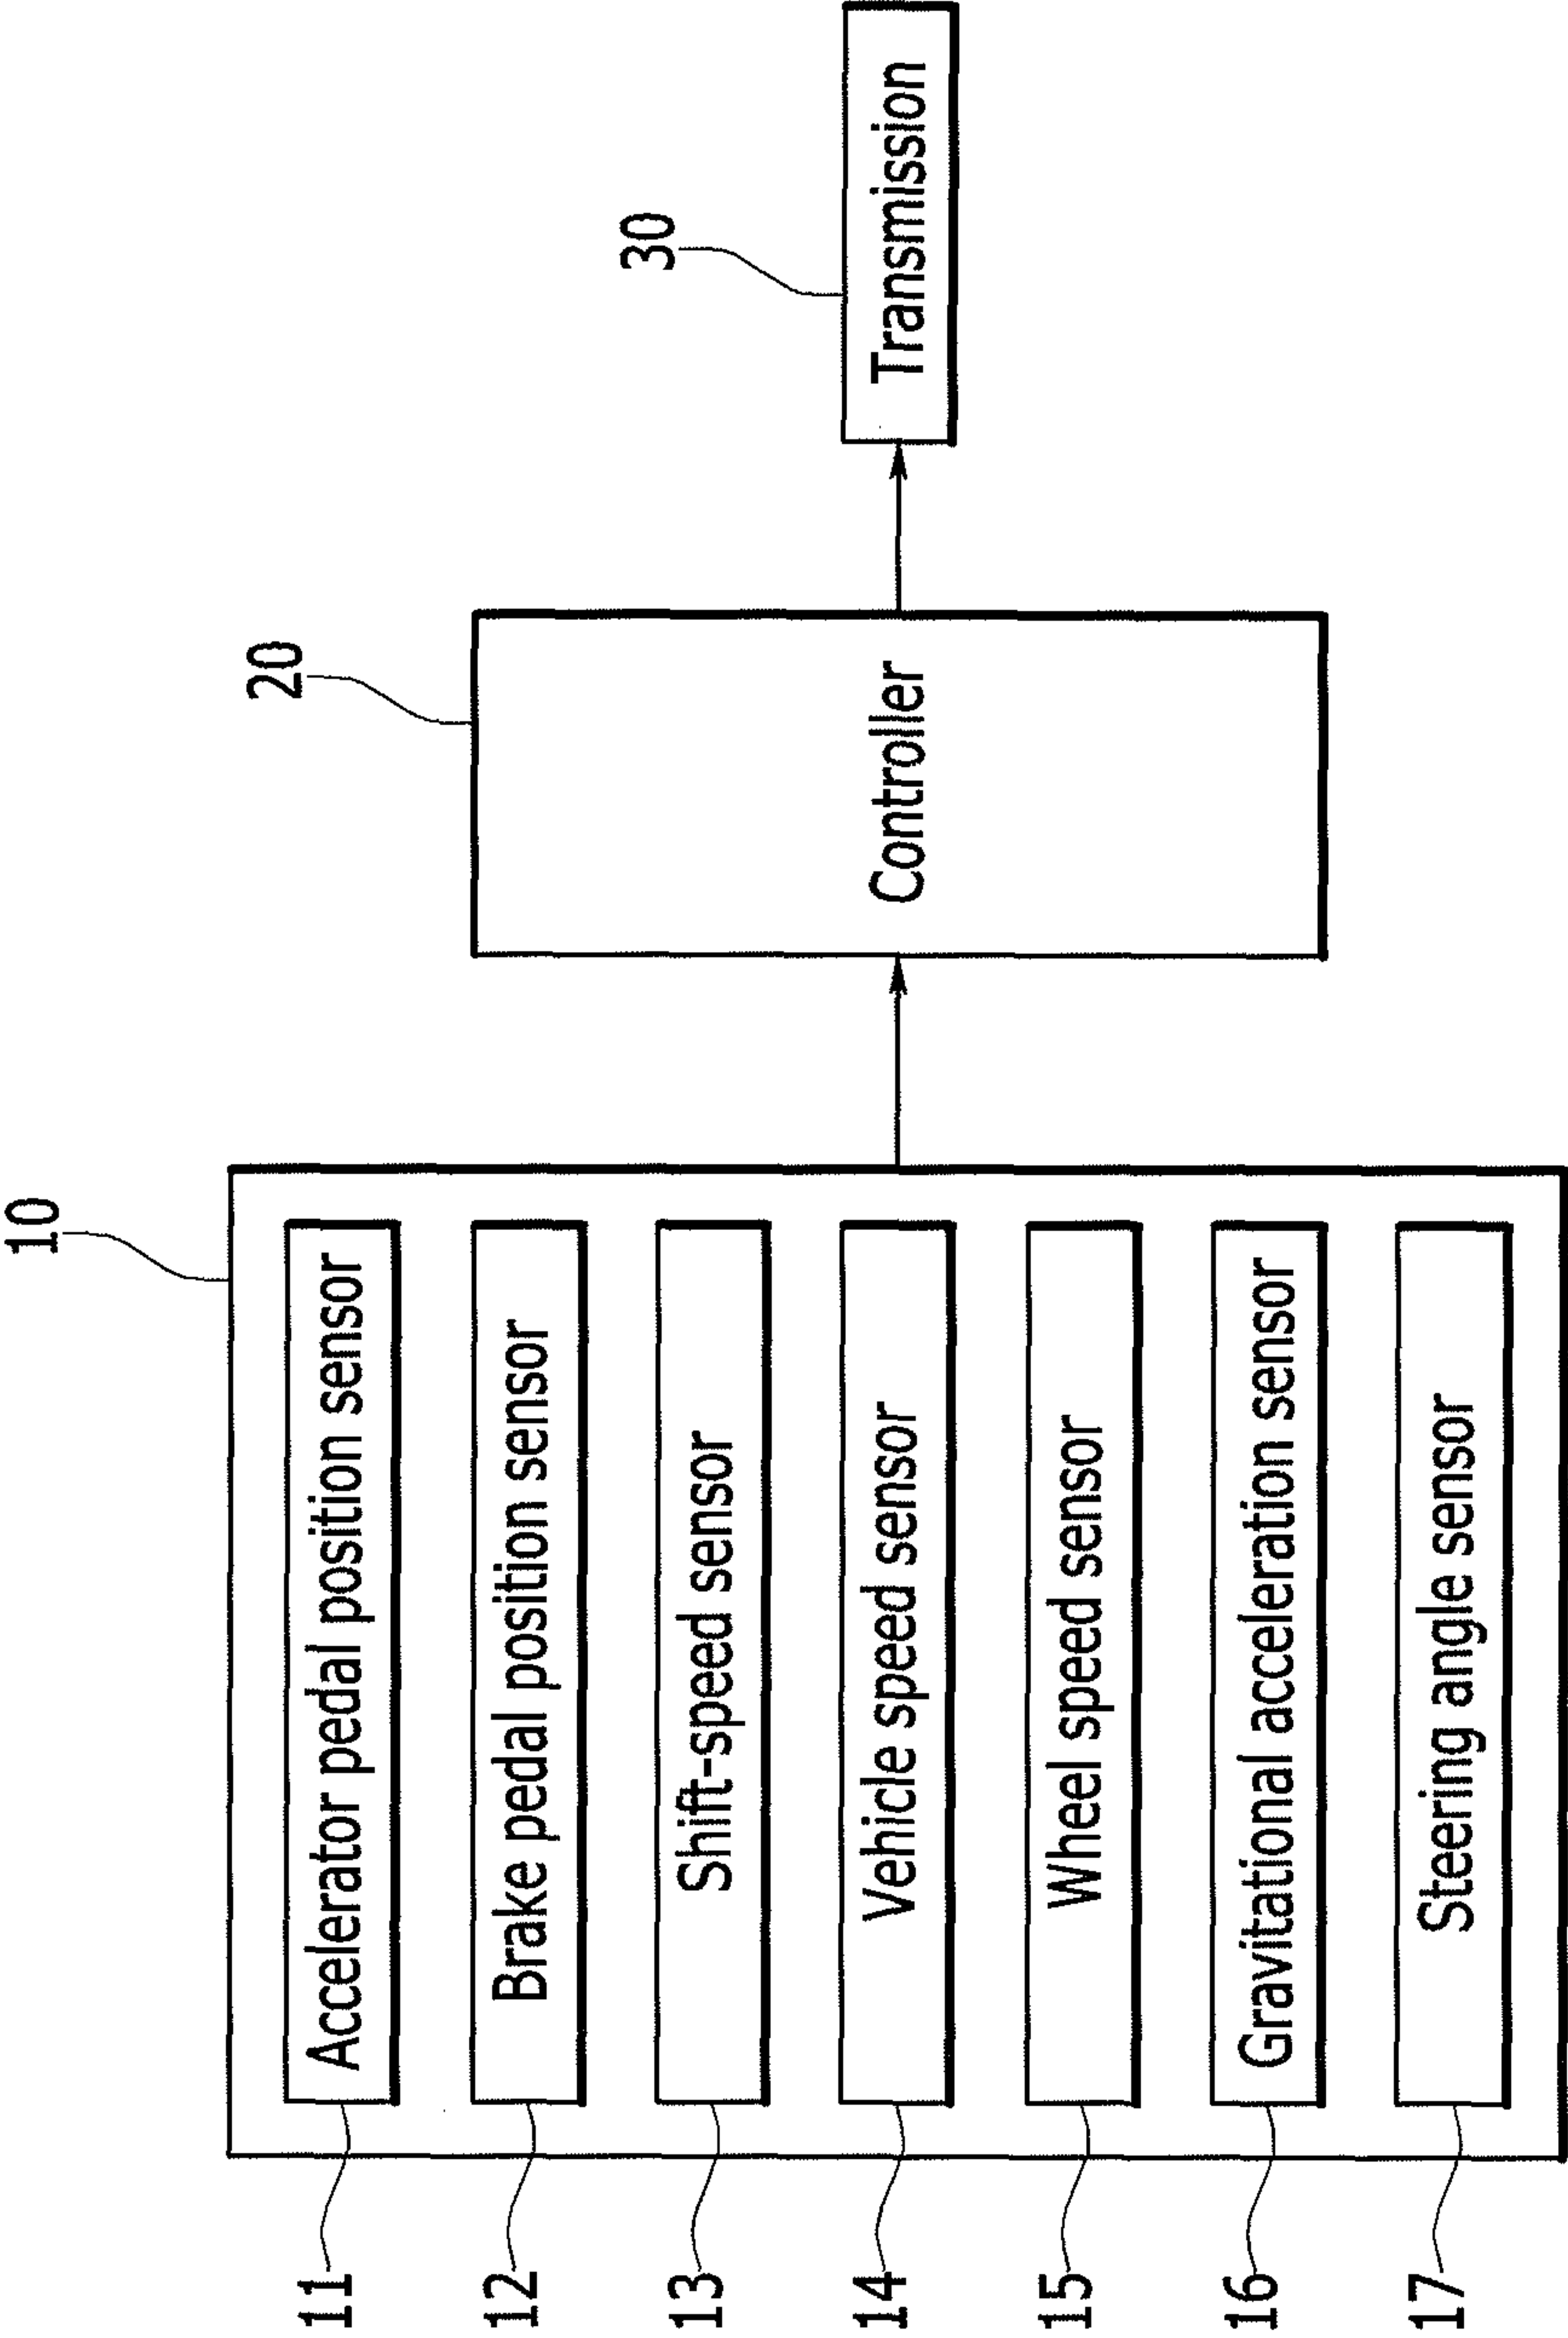 10
20
30
11
Accelerator pedal position sensor
12
Brake pedal position sensor
13
Shift-speed sensor
14
Vehicle speed sensor
15
Wheel speed sensor
16
Gravitational acceleration sensor
17
Steering angle sensor
Controller
Transmission